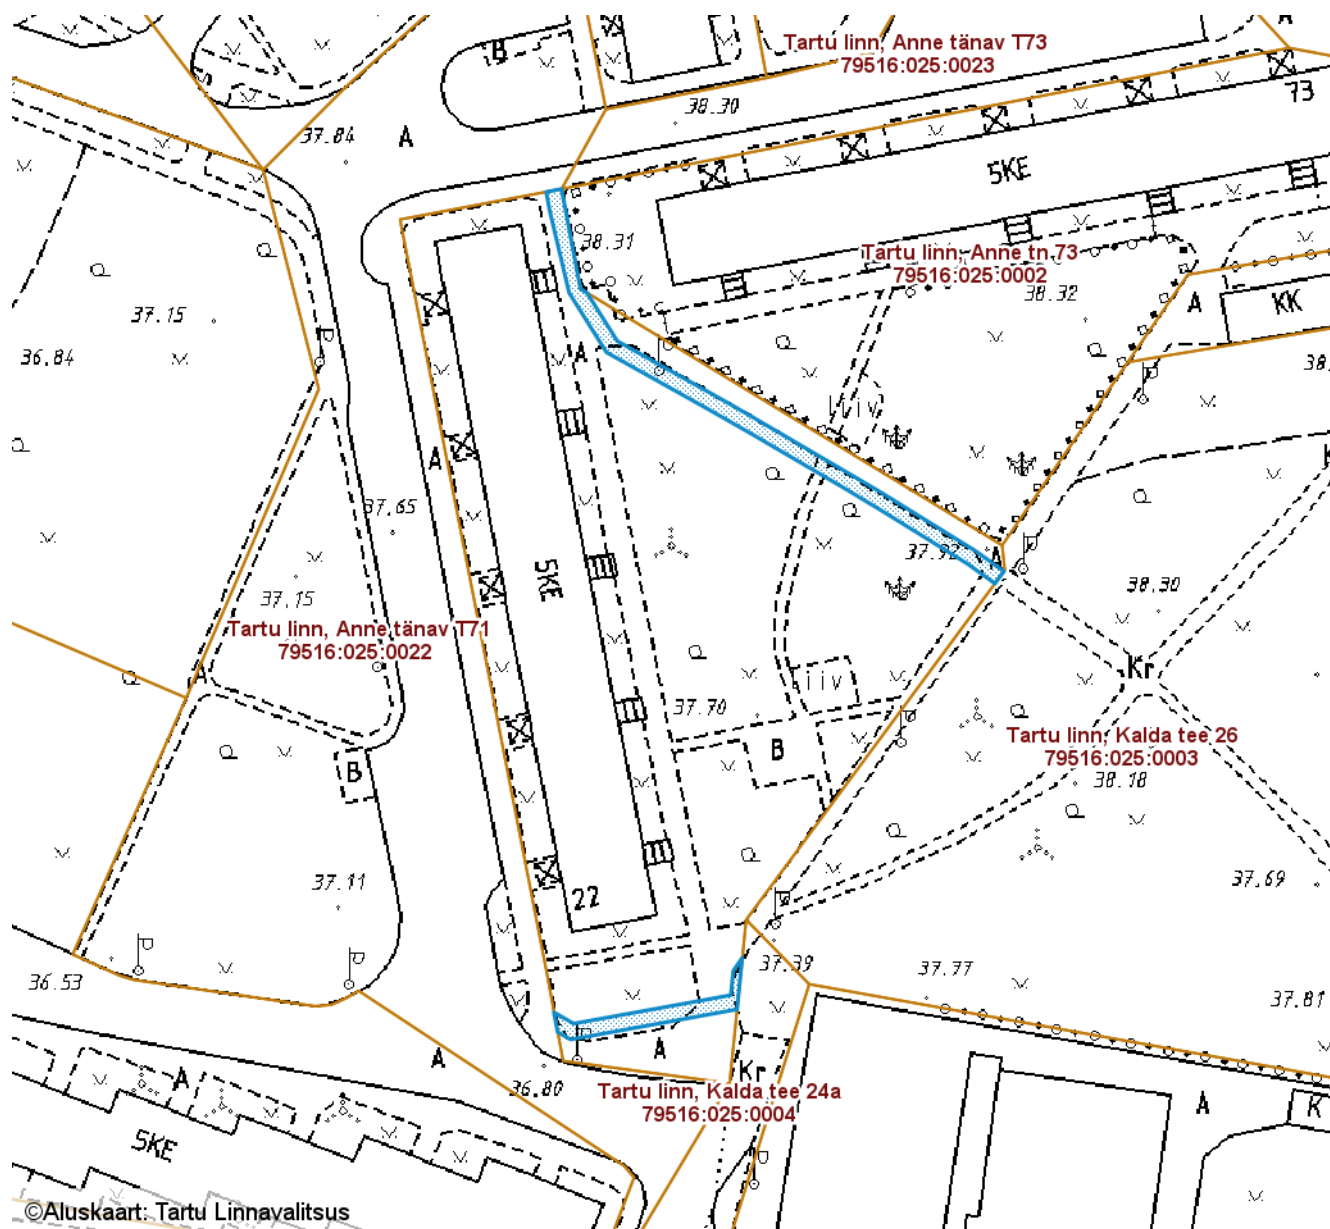 B
Tartu linn, Anne tänav T73
79516:025:0023
A
38.30
73
37.84
A
5KE
38.31
Tartu linn, Anne tn 73
79516:025:0002
38.32
A
KK
37.15
36.84
A
38.
liiv
A
37.65
37.92
A
5KE
38.30
37.15
Tartu linn, Anne tänav T71
79516:025:0022
A
Kr
liiv
37.70
B
Tartu linn, Kalda tee 26
79516:025:0003
B
38.18
37.11
22
37.69
36.53
37.39
37.77
37.81
A
A
Kr
36.80
A
Tartu linn, Kalda tee 24a
79516:025:0004
A
K
5KE
©Aluskaart: Tartu Linnavalitsus